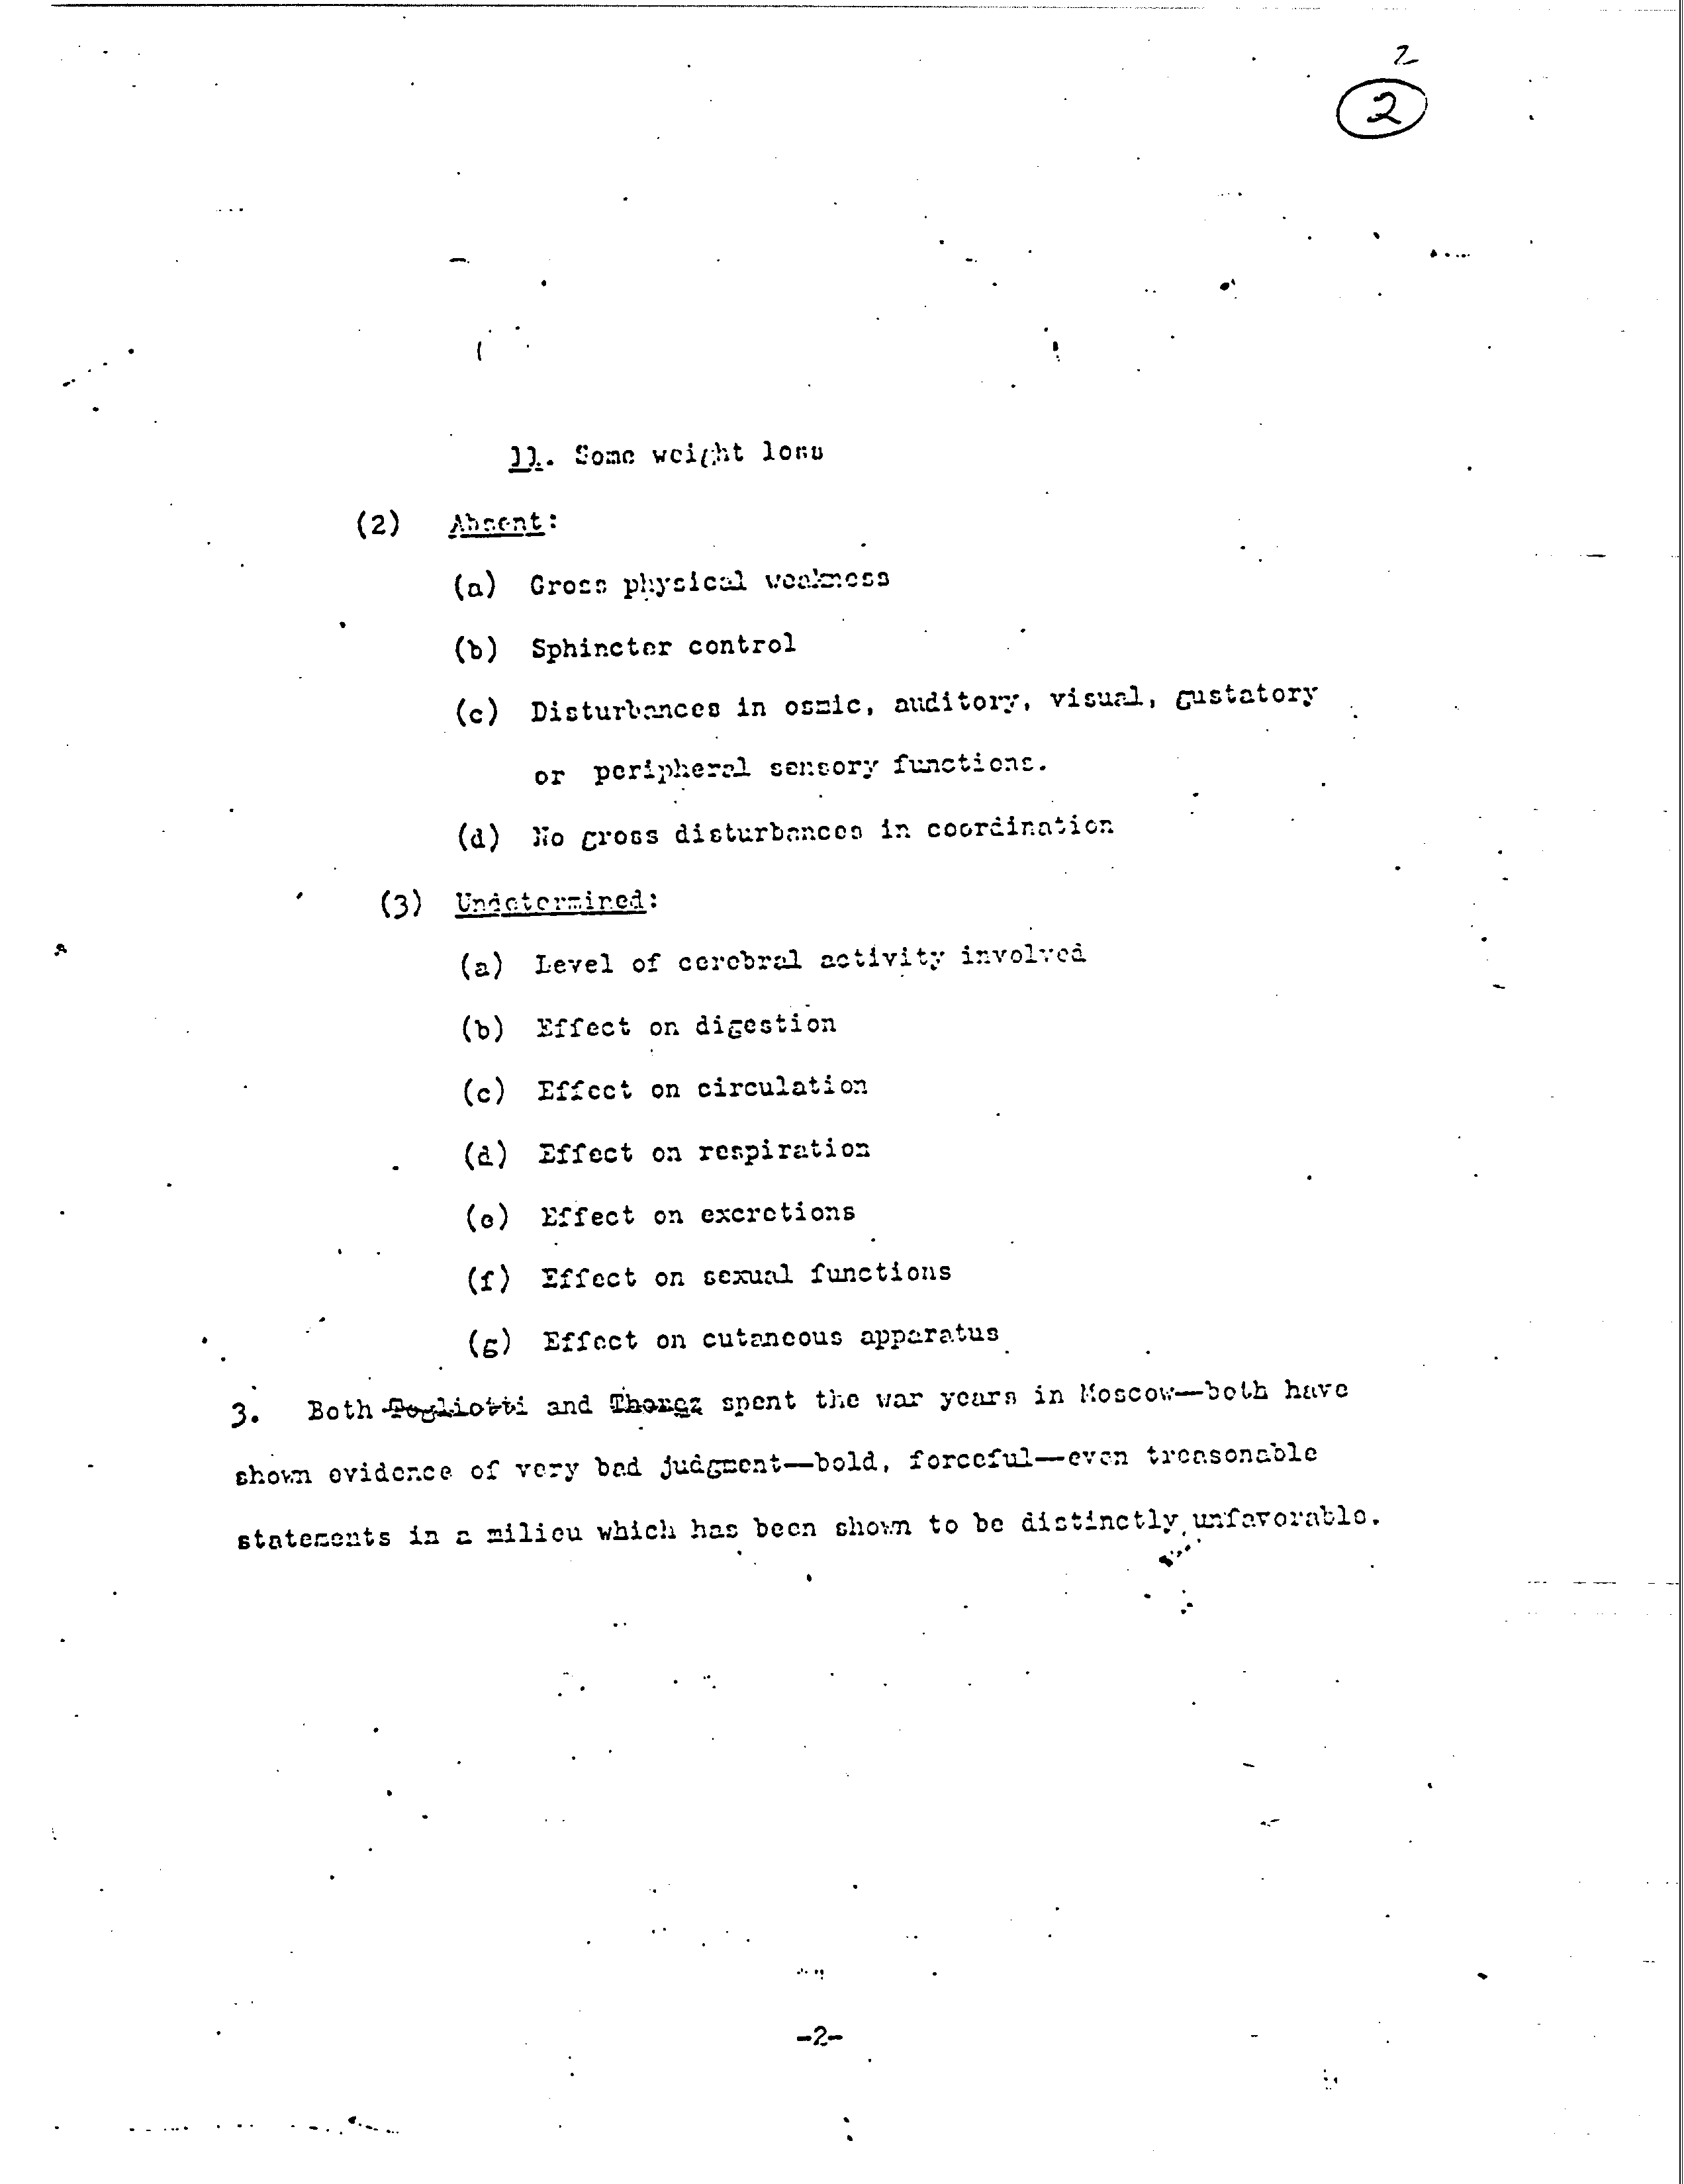 2
2
11. Some weight loss
(2) Absent:
(a) Gross physical weakness
(b) Sphincter control
(c) Disturbances in osmic, auditory, visual, gustatory
or peripheral sensory functions.
(d) No gross disturbances in coordination
(3) Undetermined:
(a) Level of cerebral activity involved
(b) Effect on digestion
(c) Effect on circulation
(d) Effect on respiration
(e) Effect on excretions
(f) Effect on sexual functions
(g) Effect on cutaneous apparatus
3. Both Togliotti and Thorez spent the war years in Moscow—both have
shown evidence of very bad judgment—bold, forceful—even treasonable
statements in a milieu which has been shown to be distinctly unfavorable.
-2-